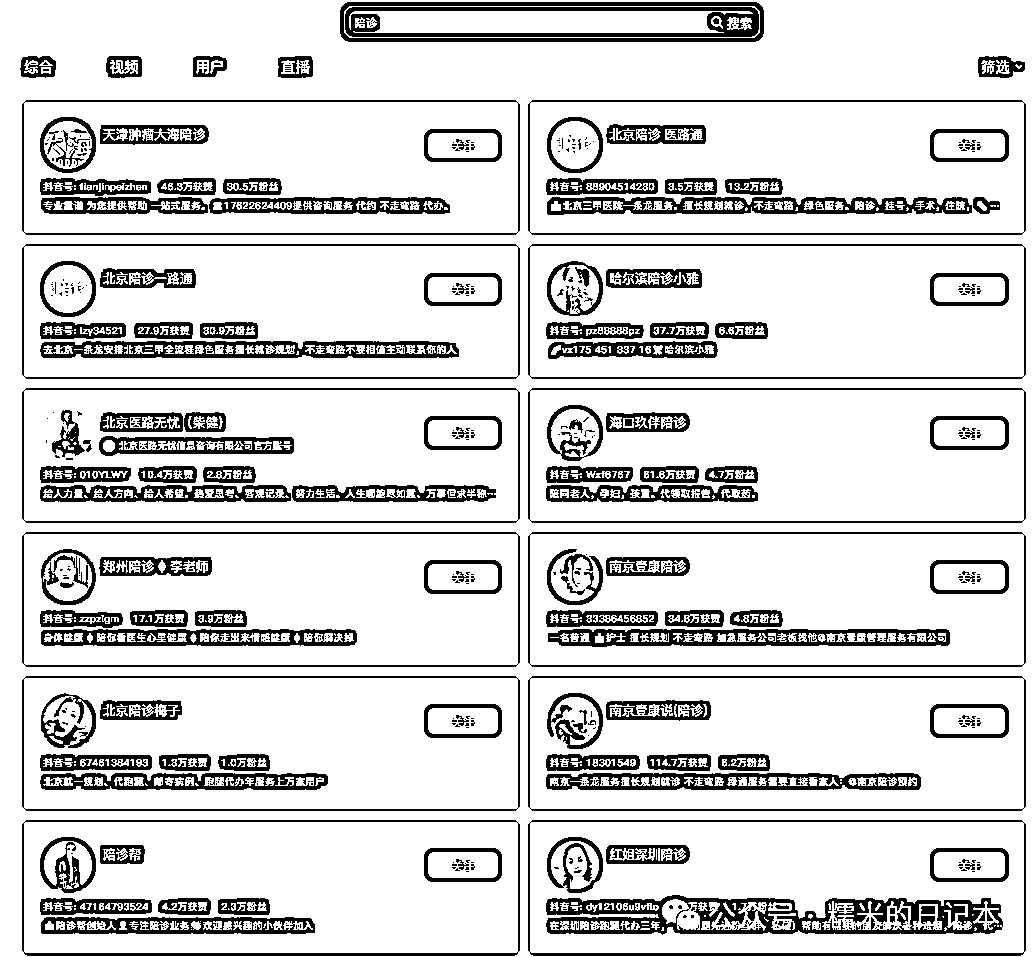 陪诊
搜索
综合 视频 用户 直播 筛选
天津肿瘤大海陪诊
关注
抖音号: tianjinpeizhen 46.3万获赞 30.5万粉丝
专业靠谱 为您提供帮助 一站式服务。 17622624409提供咨询服务 代约 不走弯路 代办。
北京陪诊 医路通
关注
抖音号: 88904514230 3.5万获赞 13.2万粉丝
北京三甲医院一条龙服务。擅长规划就诊,不走弯路,绿色服务。陪诊,挂号,手术,住院,
北京陪诊一路通
关注
抖音号: lzy34521 27.9万获赞 30.9万粉丝
去北京一条龙安排北京三甲全流程绿色服务擅长就诊规划,不走弯路不要相信主动联系你的人
哈尔滨陪诊小雅
关注
抖音号: pz88888pz 37.7万获赞 6.6万粉丝
vx175 451 337 16 哈尔滨小雅
北京医路无忧(柴健)
北京医路无忧信息咨询有限公司官方账号
关注
抖音号: 010YLWY 10.4万获赞 2.8万粉丝
给人力量、给人方向、给人希望。热爱思考、客观记录、努力生活。人生哪能尽如意、万事但求半称…
海口玖伴陪诊
关注
抖音号: Wxf6767 61.6万获赞 4.7万粉丝
陪同老人,孕妇,孩童。代领取报告,代取药。
郑州陪诊 李老师
关注
抖音号: zzpzlgm 17.1万获赞 3.9万粉丝
身体健康 陪你看医生心里健康 陪你走出来情感健康 陪你解决掉
南京壹康陪诊
关注
抖音号: 33386456852 34.8万获赞 4.8万粉丝
一名普通 护士 擅长规划 不走弯路 加急服务公司老板找他@南京壹康管理服务有限公司
北京陪诊梅子
关注
抖音号: 67461384193 1.3万获赞 1.0万粉丝
北京就一规划、代跑腿、邮寄病例、跑腿代办年服务上万家用户
南京壹康说(陪诊)
关注
抖音号: 18301549 114.7万获赞 6.2万粉丝
南京一条龙服务擅长规划就诊 不走弯路 绿通服务需要直接看家人: @南京陪诊预约
陪诊帮
关注
抖音号: 47164793524 4.2万获赞 2.3万粉丝
陪诊帮创始人 专注陪诊业务 欢迎感兴趣的小伙伴加入
红姐深圳陪诊
关注
抖音号: 万获赞 1.7万粉丝
在深圳陪诊跑腿代办三年,
公众号 · 糯米的日记本